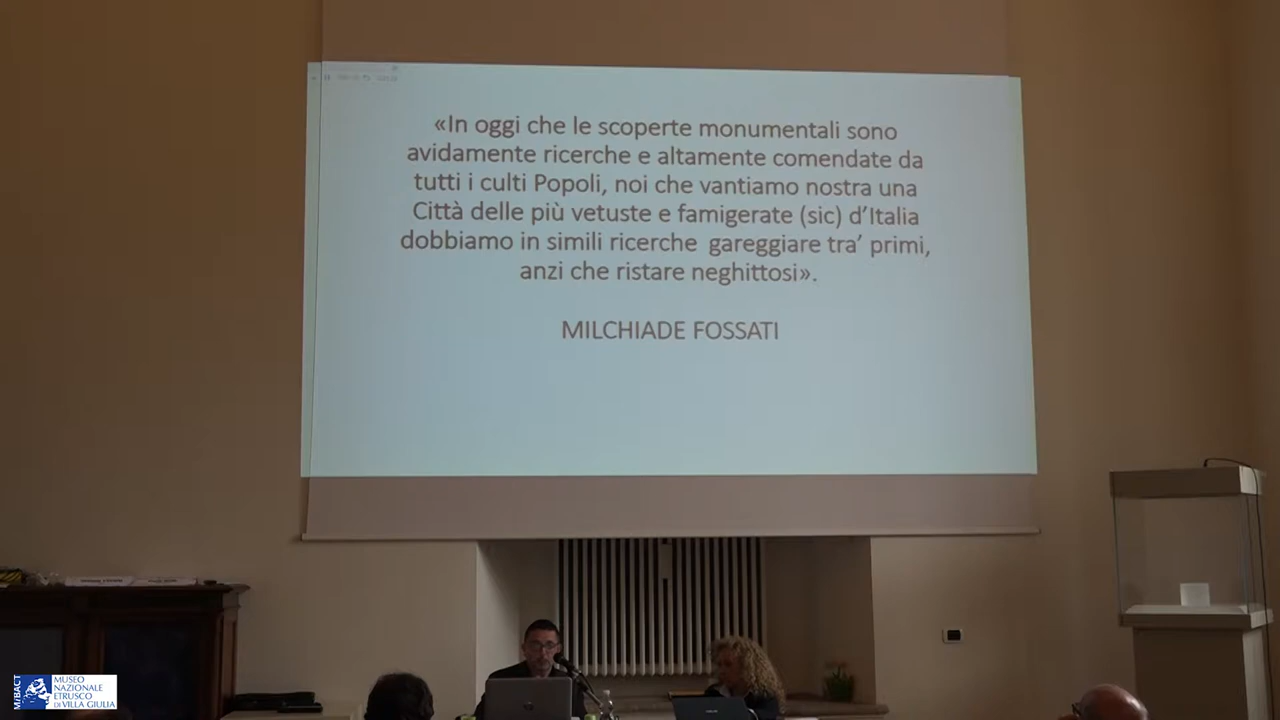 «In oggi che le scoperte monumentali sono
avidamente ricerche e altamente comendate da
tutti i culti Popoli, noi che vantiamo nostra una
Città delle più vetuste e famigerate (sic) d’Italia
dobbiamo in simili ricerche gareggiare tra’ primi,
anzi che ristare neghittosi».
MILCHIADE FOSSATI
MIBACT
MUSEO
NAZIONALE
ETRUSCO
DI VILLA GIULIA